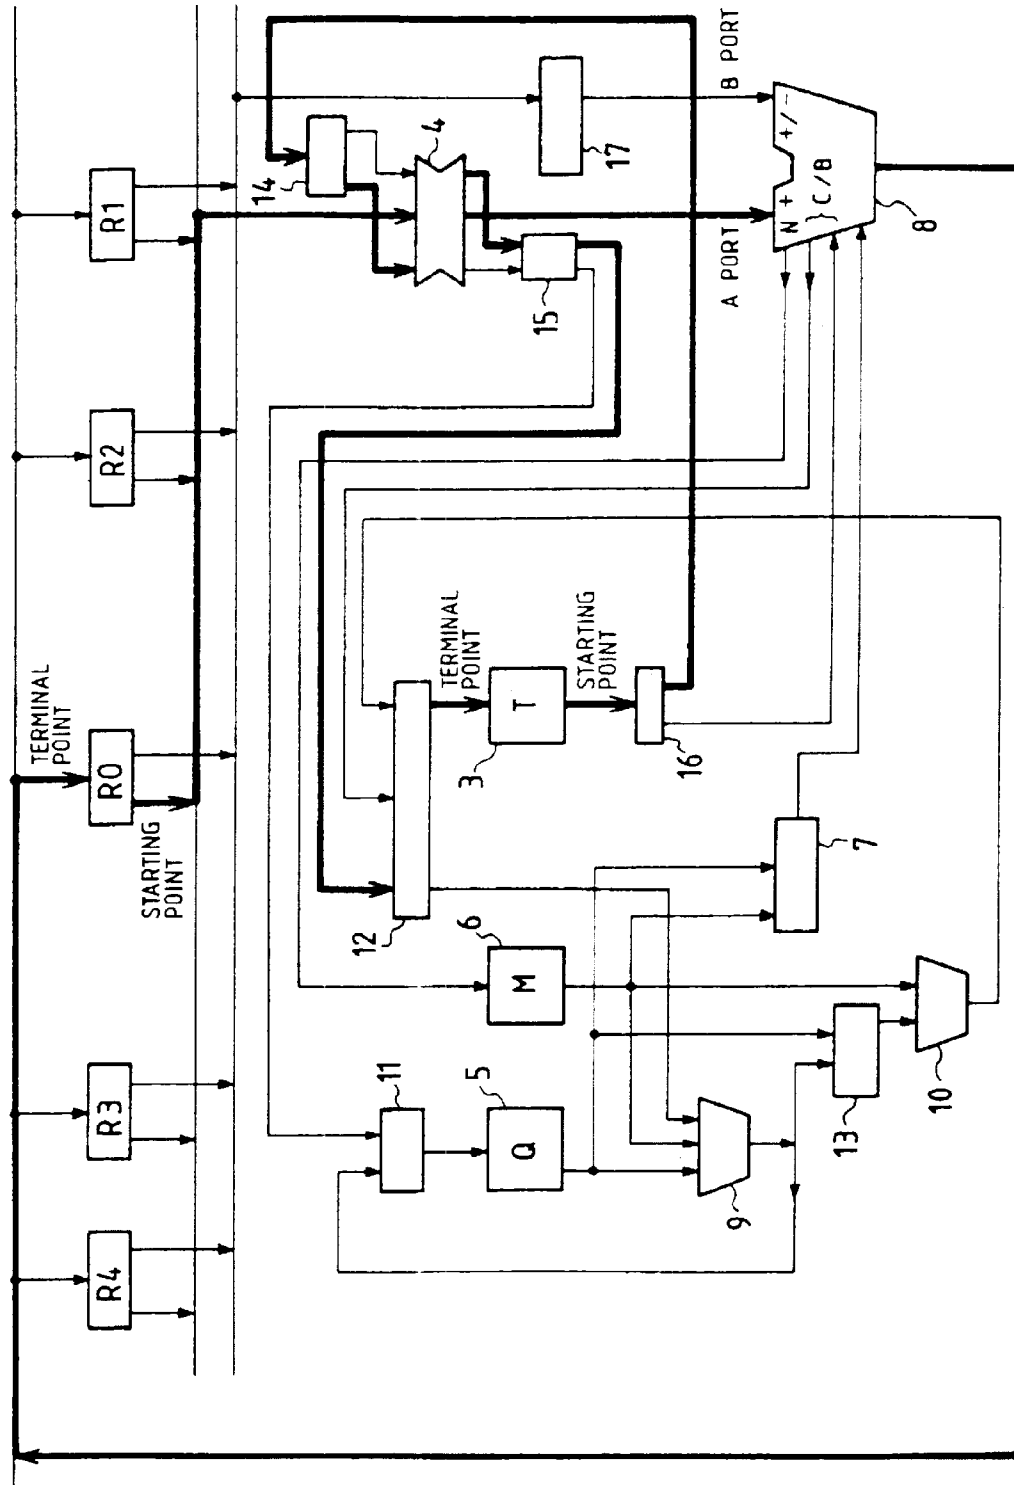 R4
R3
R0
R2
R1
TERMINAL
POINT
STARTING
POINT
14
4
15
17
11
12
5
Q
6
M
3
T
TERMINAL
POINT
STARTING
POINT
16
9
13
10
7
A PORT
B PORT
N + +/-
} C/B
8